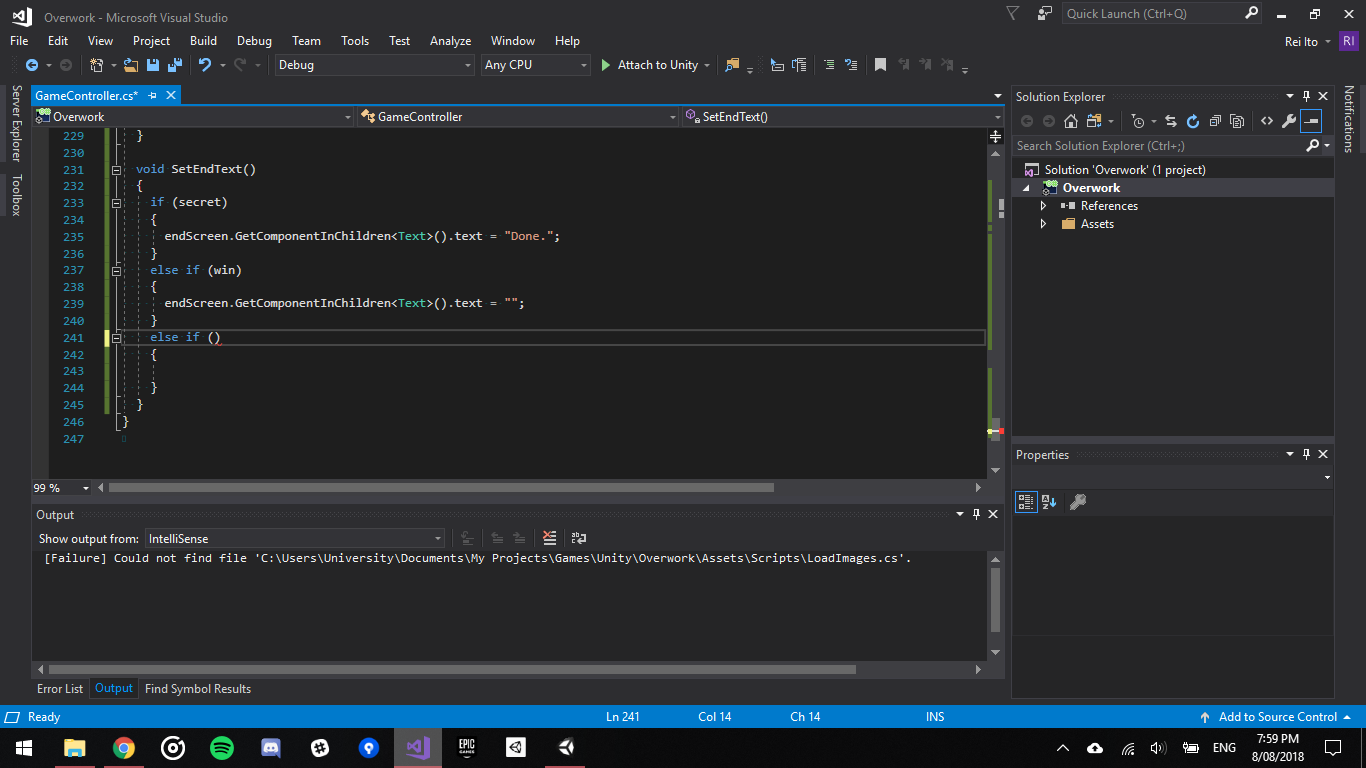 Overwork - Microsoft Visual Studio
Quick Launch (Ctrl+Q)
File Edit View Project Build Debug Team Tools Test Analyze Window Help
Rei Ito RI
Debug Any CPU Attach to Unity
Server Explorer
Toolbox
GameController.cs*
Overwork GameController SetEndText()
229 }
230
231 void SetEndText()
232 {
233 if (secret)
234 {
235 endScreen.GetComponentInChildren<Text>().text = "Done.";
236 }
237 else if (win)
238 {
239 endScreen.GetComponentInChildren<Text>().text = "";
240 }
241 else if ()
242 {
243
244 }
245 }
246 }
247
99 %
Output
Show output from: IntelliSense
[Failure] Could not find file 'C:\Users\University\Documents\My Projects\Games\Unity\Overwork\Assets\Scripts\LoadImages.cs'.
Error List Output Find Symbol Results
Solution Explorer
Search Solution Explorer (Ctrl+;)
Solution 'Overwork' (1 project)
Overwork
References
Assets
Properties
Notifications
Ready Ln 241 Col 14 Ch 14 INS Add to Source Control
EPIC GAMES
ENG
7:59 PM
8/08/2018